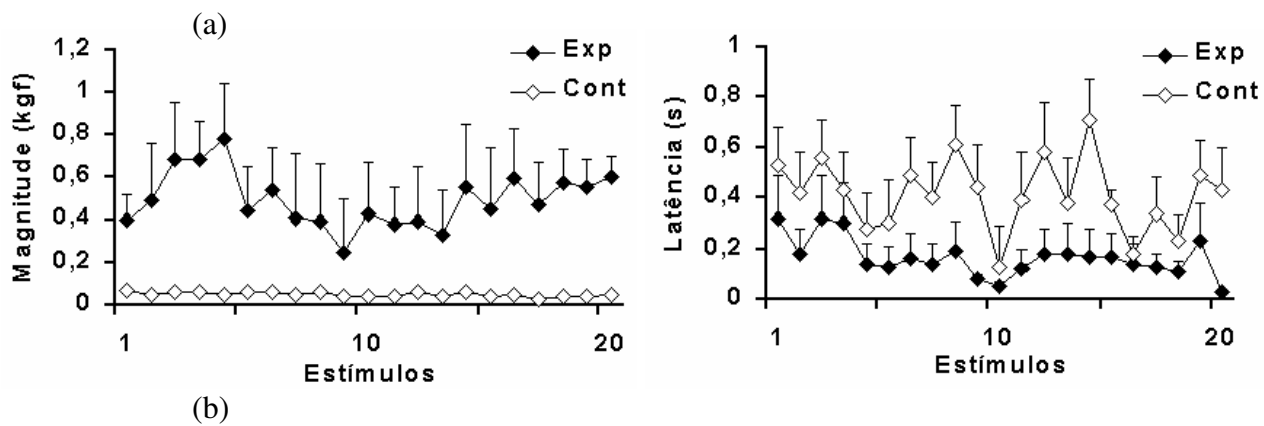 (a)
1,2
1
0,8
0,6
0,4
0,2
0
Magnitude (kgf)
Exp
Cont
1
10
20
Estímulos
1
0,8
0,6
0,4
0,2
0
Latência (s)
Exp
Cont
1
10
20
Estímulos
(b)